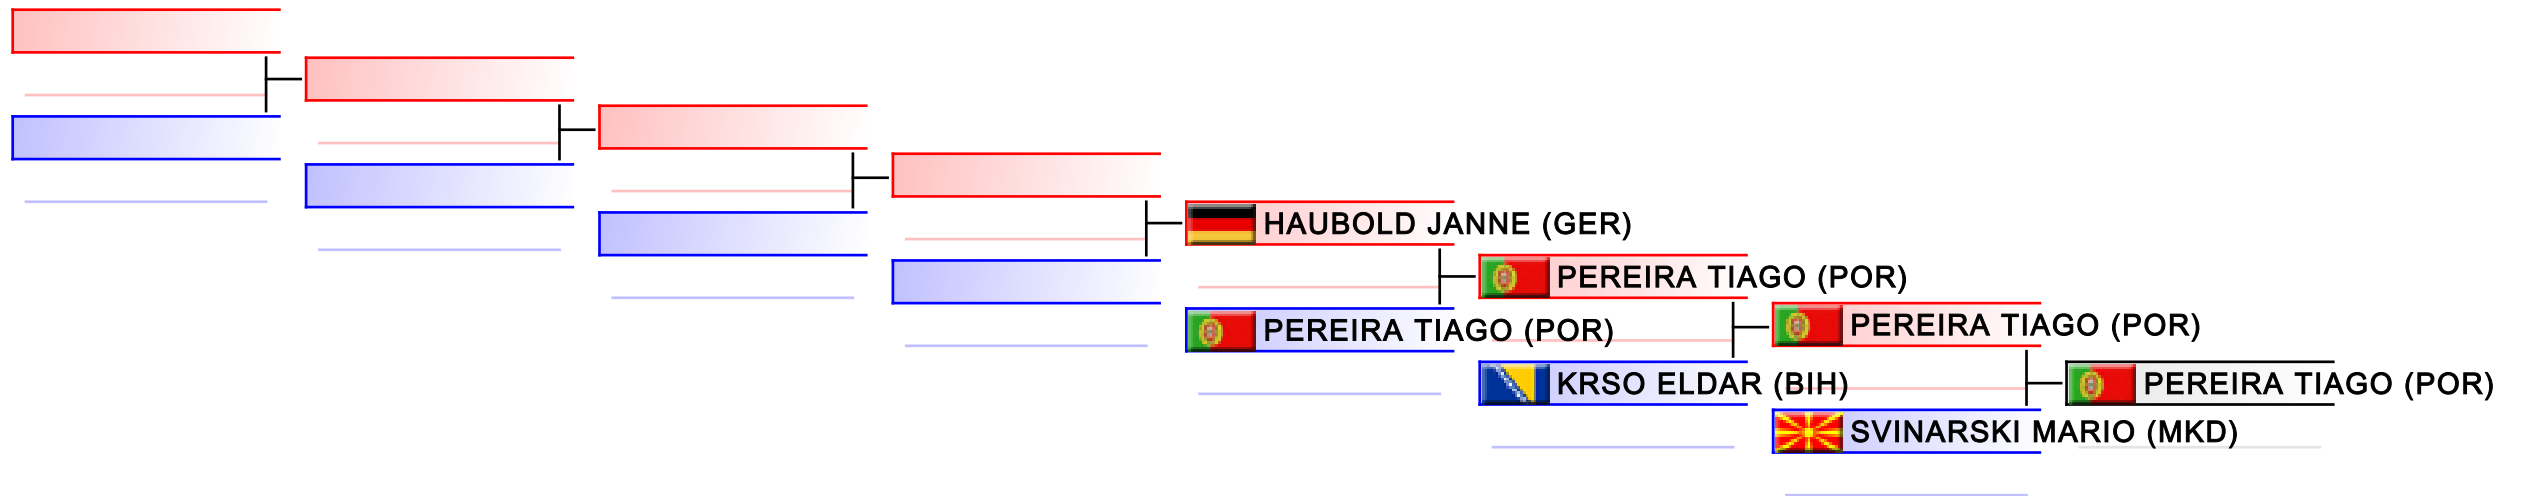 HAUBOLD JANNE (GER)
PEREIRA TIAGO (POR)
PEREIRA TIAGO (POR)
PEREIRA TIAGO (POR)
KRSO ELDAR (BIH)
PEREIRA TIAGO (POR)
SVINARSKI MARIO (MKD)